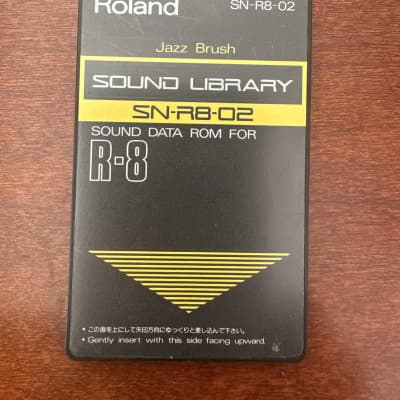 Roland SN-R8-02
Jazz Brush
SOUND LIBRARY
SN-R8-02
SOUND DATA ROM FOR
R-8
• この面を上にして矢印方向にゆっくりと差し込んで下さい。
• Gently insert with this side facing upward.